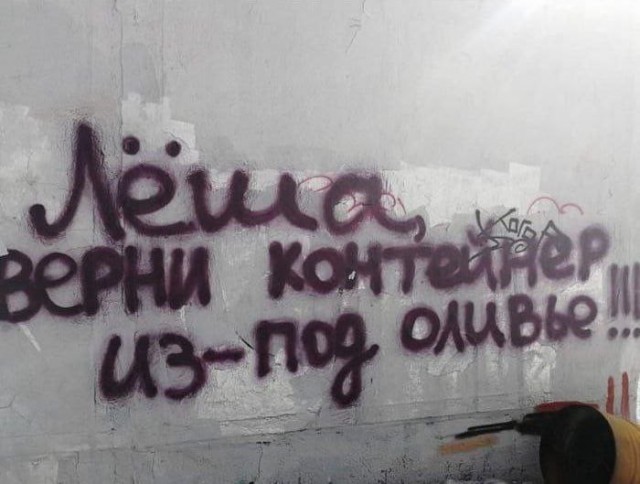 Лёша,
верни контейнер
из-под оливье!!!